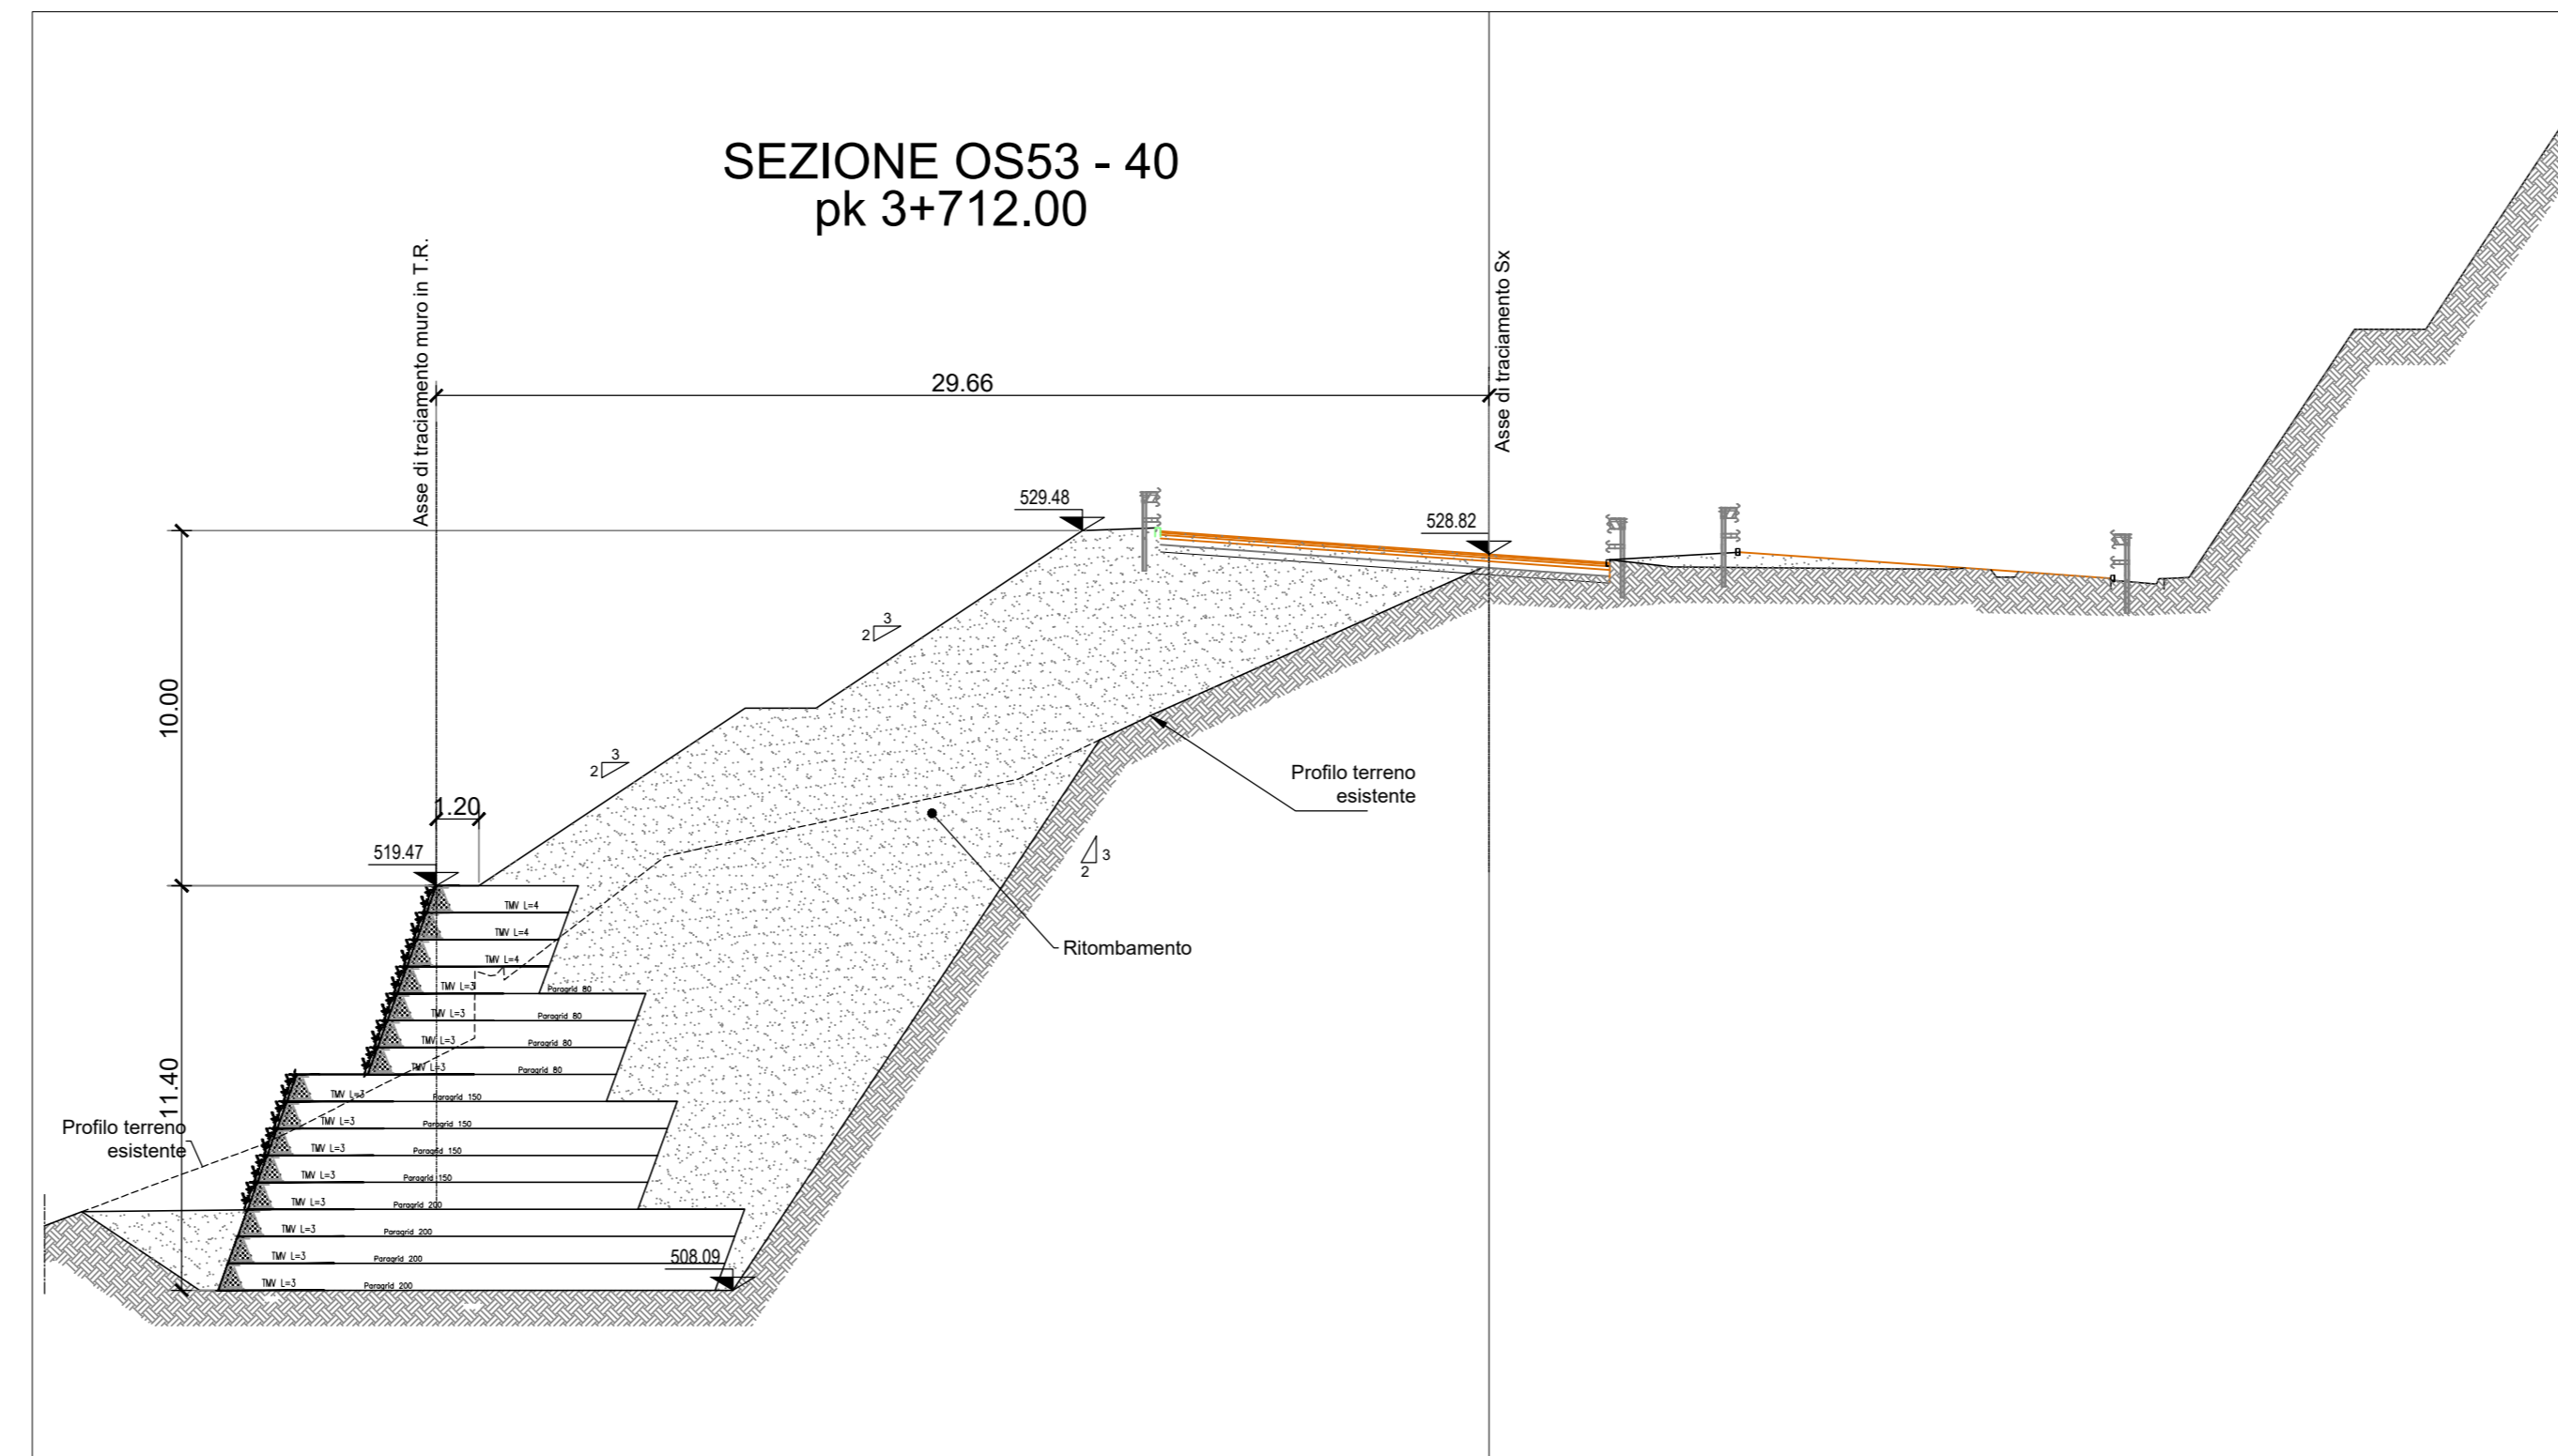 SEZIONE OS53 - 40
pk 3+712.00
Asse di traciamento muro in T.R.
Asse di traciamento Sx
29.66
529.48
528.82
3
2
10.00
3
2
Profilo terreno
esistente
1.20
519.47
3
2
TMV L=4
TMV L=4
Ritombamento
TMV L=4
TMV L=3
Paragrid 80
TMV L=3
Paragrid 80
TMV L=3
Paragrid 80
TMV L=3
Paragrid 80
11.40
TMV L=3
Paragrid 150
Profilo terreno
esistente
TMV L=3
Paragrid 150
TMV L=3
Paragrid 150
TMV L=3
Paragrid 150
TMV L=3
Paragrid 200
TMV L=3
Paragrid 200
508.09
TMV L=3
Paragrid 200
TMV L=3
Paragrid 200